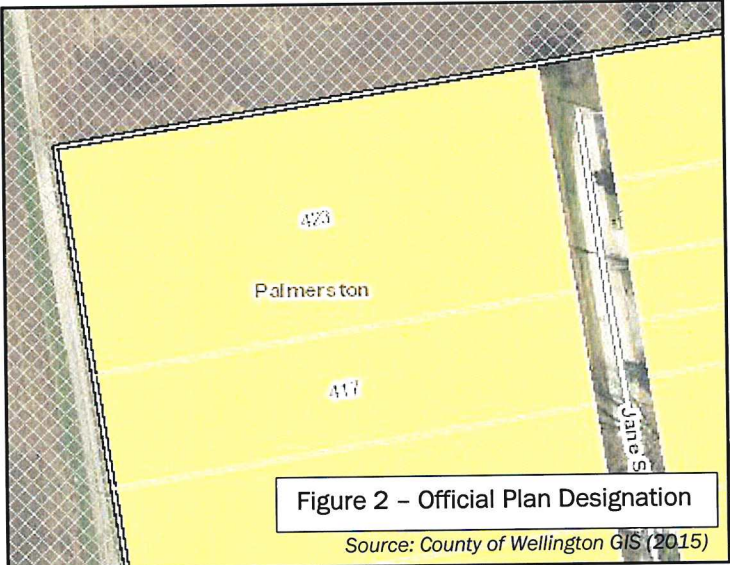 423
Palmerston
417
Jane S
Figure 2 – Official Plan Designation
Source: County of Wellington GIS (2015)